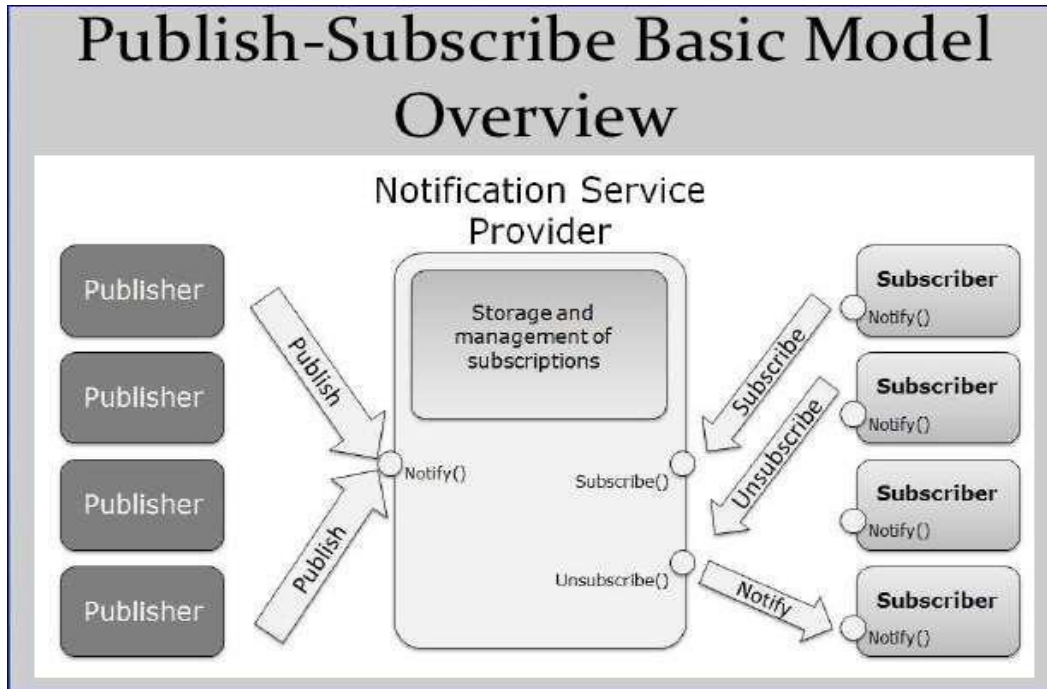 Publish-Subscribe Basic Model
Overview
Notification Service
Provider
Publisher
Publisher
Publisher
Publisher
Publish
Publish
Storage and
management of
subscriptions
Notify()
Subscribe()
Unsubscribe()
Subscribe
Unsubscribe
Notify
Subscriber
Notify()
Subscriber
Notify()
Subscriber
Notify()
Subscriber
Notify()